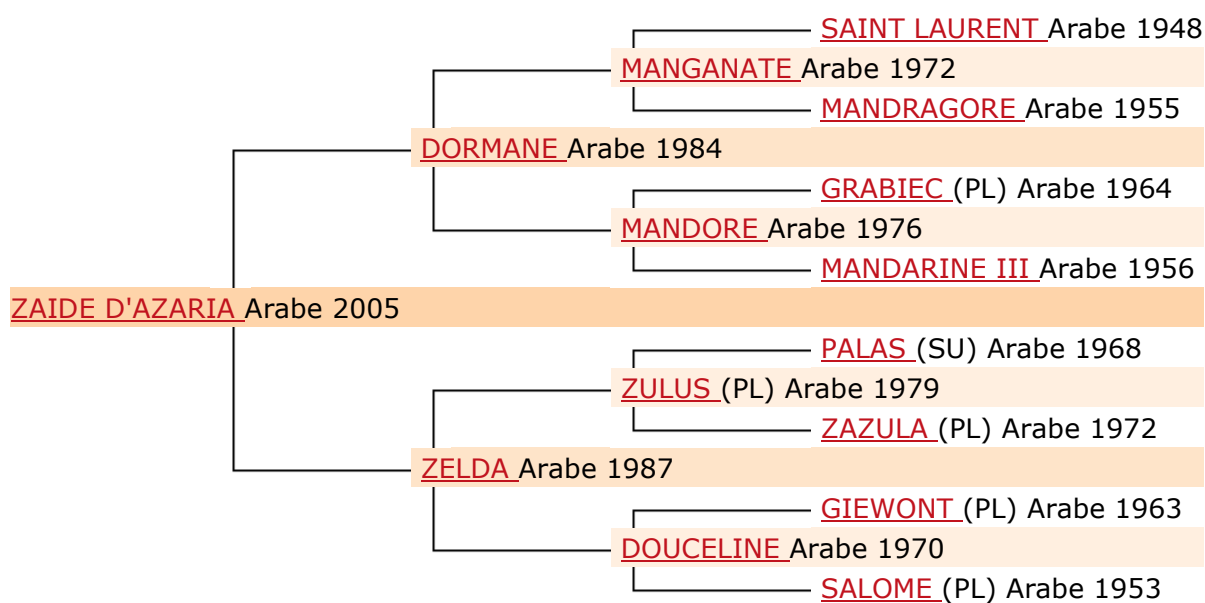 SAINT LAURENT Arabe 1948
MANGANATE Arabe 1972
MANDRAGORE Arabe 1955
DORMANE Arabe 1984
GRABIEC (PL) Arabe 1964
MANDORE Arabe 1976
MANDARINE III Arabe 1956
ZAIDE D'AZARIA Arabe 2005
PALAS (SU) Arabe 1968
ZULUS (PL) Arabe 1979
ZAZULA (PL) Arabe 1972
ZELDA Arabe 1987
GIEWONT (PL) Arabe 1963
DOUCELINE Arabe 1970
SALOME (PL) Arabe 1953